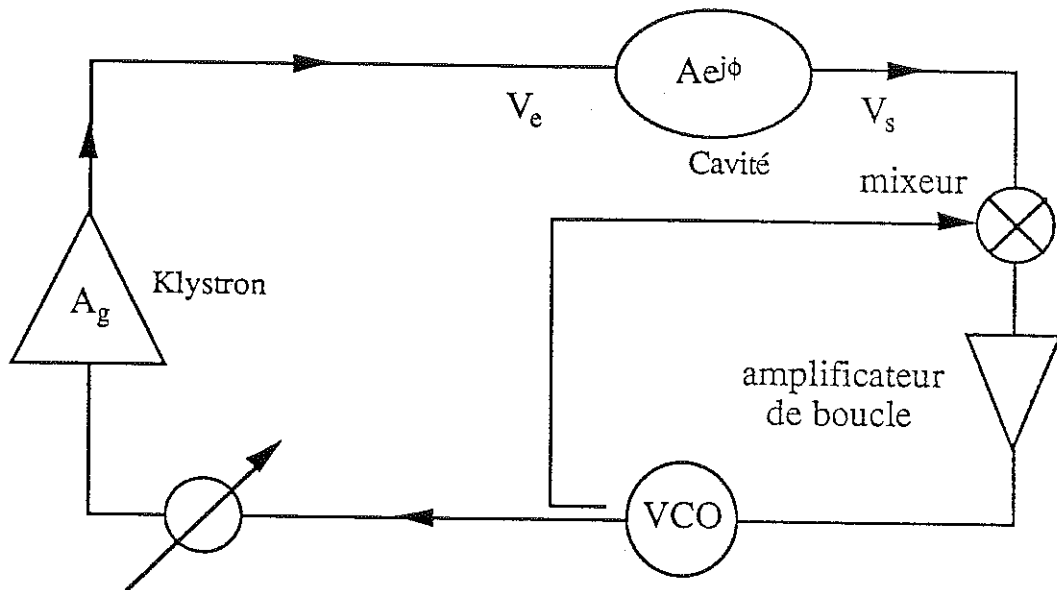 Ae^jϕ
V_e
V_s
Cavité
mixeur
Klystron
A_g
amplificateur
de boucle
VCO